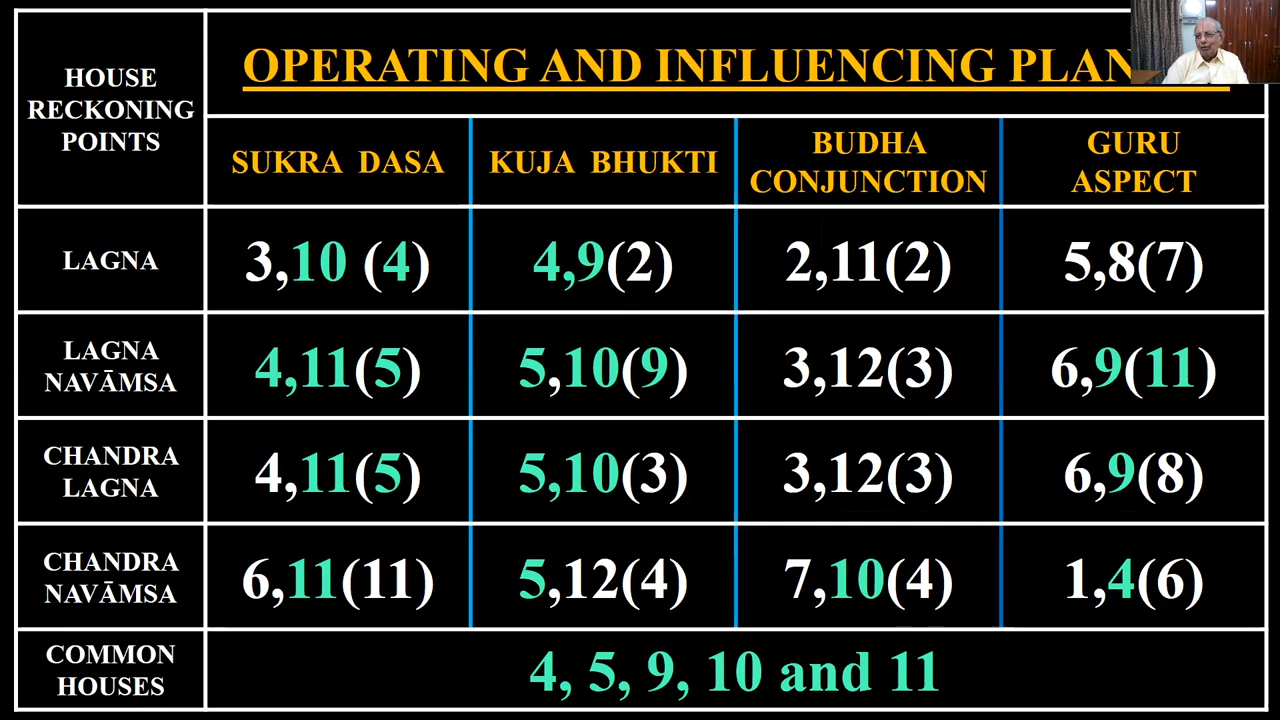 HOUSE
RECKONING
POINTS
OPERATING AND INFLUENCING
SUKRA DASA
KUJA BHUKTI
BUDHA
CONJUNCTION
GURU
ASPECT
LAGNA
3,10 (4)
4,9(2)
2,11(2)
5,8(7)
LAGNA
NAVĀMSA
4,11(5)
5,10(9)
3,12(3)
6,9(11)
CHANDRA
LAGNA
4,11(5)
5,10(3)
3,12(3)
6,9(8)
CHANDRA
NAVĀMSA
6,11(11)
5,12(4)
7,10(4)
1,4(6)
COMMON
HOUSES
4, 5, 9, 10 and 11